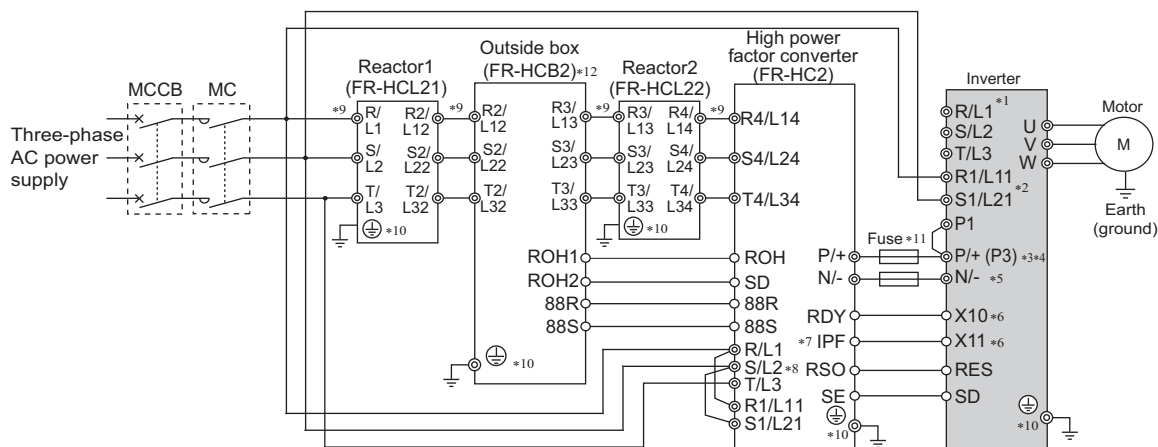 High power
factor converter
(FR-HC2)
Outside box
(FR-HCB2)*12
Reactor1
(FR-HCL21)
Reactor2
(FR-HCL22)
Inverter
Motor
MCCB
MC
Three-phase
AC power
supply
*9
R/
L1
R2/
L12
*9
R2/
L12
R3/
L13
*9
R3/
L13
R4/
L14
*9
R4/L14
S/
L2
S2/
L22
S2/
L22
S3/
L23
S3/
L23
S4/
L24
S4/L24
T/
L3
T2/
L32
T2/
L32
T3/
L33
T3/
L33
T4/
L34
T4/L34
*10
*10
R/L1 *1
S/L2
T/L3
R1/L11
*2
S1/L21
P1
U
V
W
M
Earth
(ground)
Fuse *11
P/+
P/+ (P3) *3*4
N/-
N/- *5
ROH1
ROH
ROH2
SD
88R
88R
88S
88S
RDY
X10 *6
*7 IPF
X11 *6
RSO
RES
SE
SD
*10
R/L1
S/L2 *8
T/L3
R1/L11
S1/L21
*10
*10